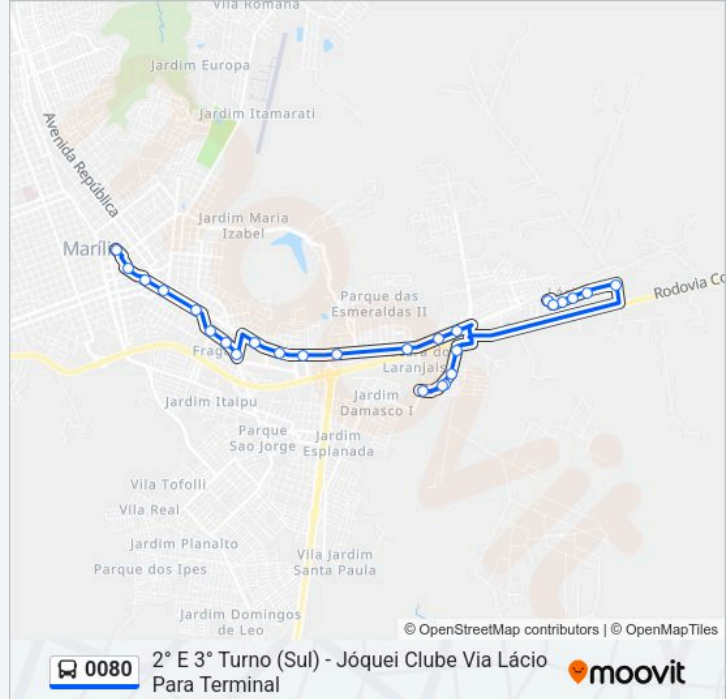 Vila Romana
Jardim Europa
Jardim Itamarati
Avenida República
Jardim Maria
Izabel
Parque das
Esmeraldas II
Rodovia
Laranjais
Jardim Itaipu
Jardim
Damasco I
Parque
Sao Jorge
Jardim
Esplanada
Vila Tofolli
Vila Real
Jardim Planalto
Parque dos Ipes
Vila Jardim
Santa Paula
Jardim Domingos
de Leo
© OpenStreetMap contributors | © OpenMapTiles
0080
2° E 3° Turno (Sul) - Jóquei Clube Via Lácio
Para Terminal
moovit